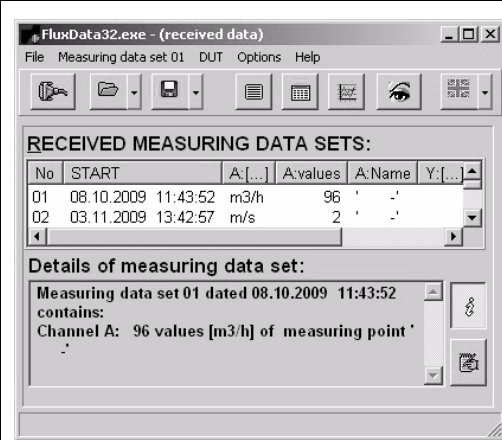 FluxData32.exe - (received data)
File Measuring data set 01 DUT Options Help
RECEIVED MEASURING DATA SETS:
No START A:[...] A:values A:Name Y:[...]
01 08.10.2009 11:43:52 m3/h 96 ' -'
02 03.11.2009 13:42:57 m/s 2 ' -'
Details of measuring data set:
Measuring data set 01 dated 08.10.2009 11:43:52
contains:
Channel A: 96 values [m3/h] of measuring point '
-'